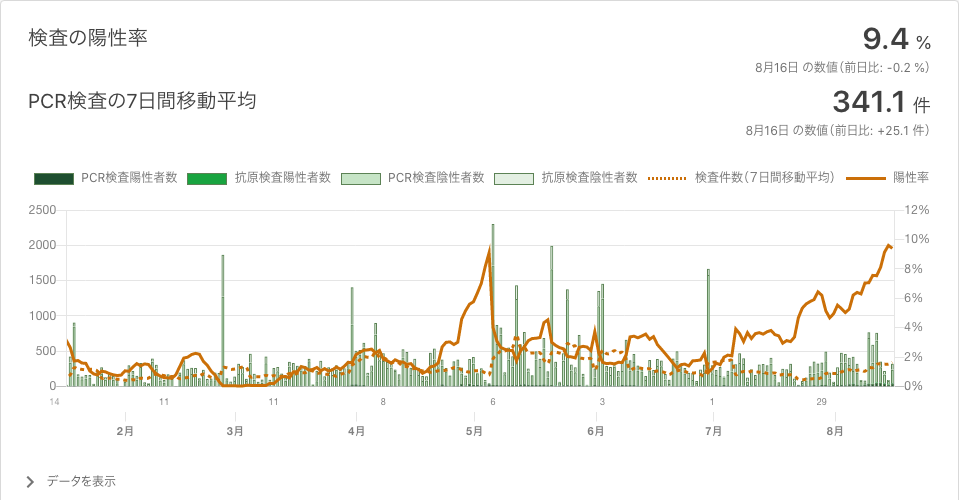 検査の陽性率
9.4 %
8月16日 の数値（前日比: -0.2 %）
PCR検査の7日間移動平均
341.1 件
8月16日 の数値（前日比: +25.1 件）
PCR検査陽性者数 抗原検査陽性者数 PCR検査陰性者数 抗原検査陰性者数 検査件数（7日間移動平均） 陽性率
2500 12%
2000 10%
1500 8%
1000 6%
500 4%
0 2%
0%
14 11 11 8 6 3 1 29
2月 3月 4月 5月 6月 7月 8月
データを表示